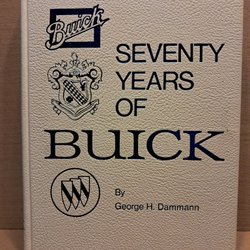 Buick
SEVENTY
YEARS
OF
BUICK
By
George H. Dammann